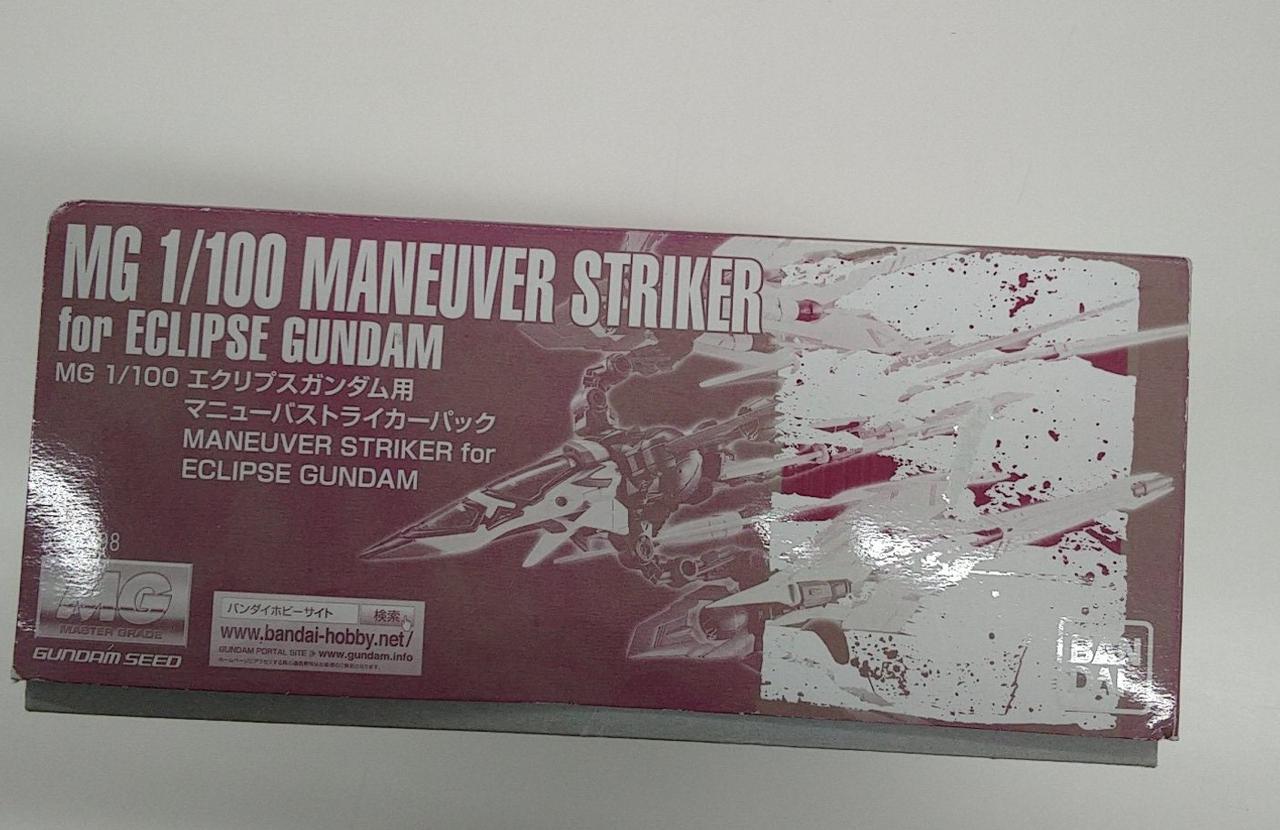 MG 1/100 MANEUVER STRIKER
for ECLIPSE GUNDAM
MG 1/100 エクリプスガンダム用
マニューバストライカーパック
MANEUVER STRIKER for
ECLIPSE GUNDAM
MG
MASTER GRADE
GUNDAM SEED
バンダイホビーサイト 検索
www.bandai-hobby.net/
GUNDAM PORTAL SITE www.gundam.info
BAN
DAI